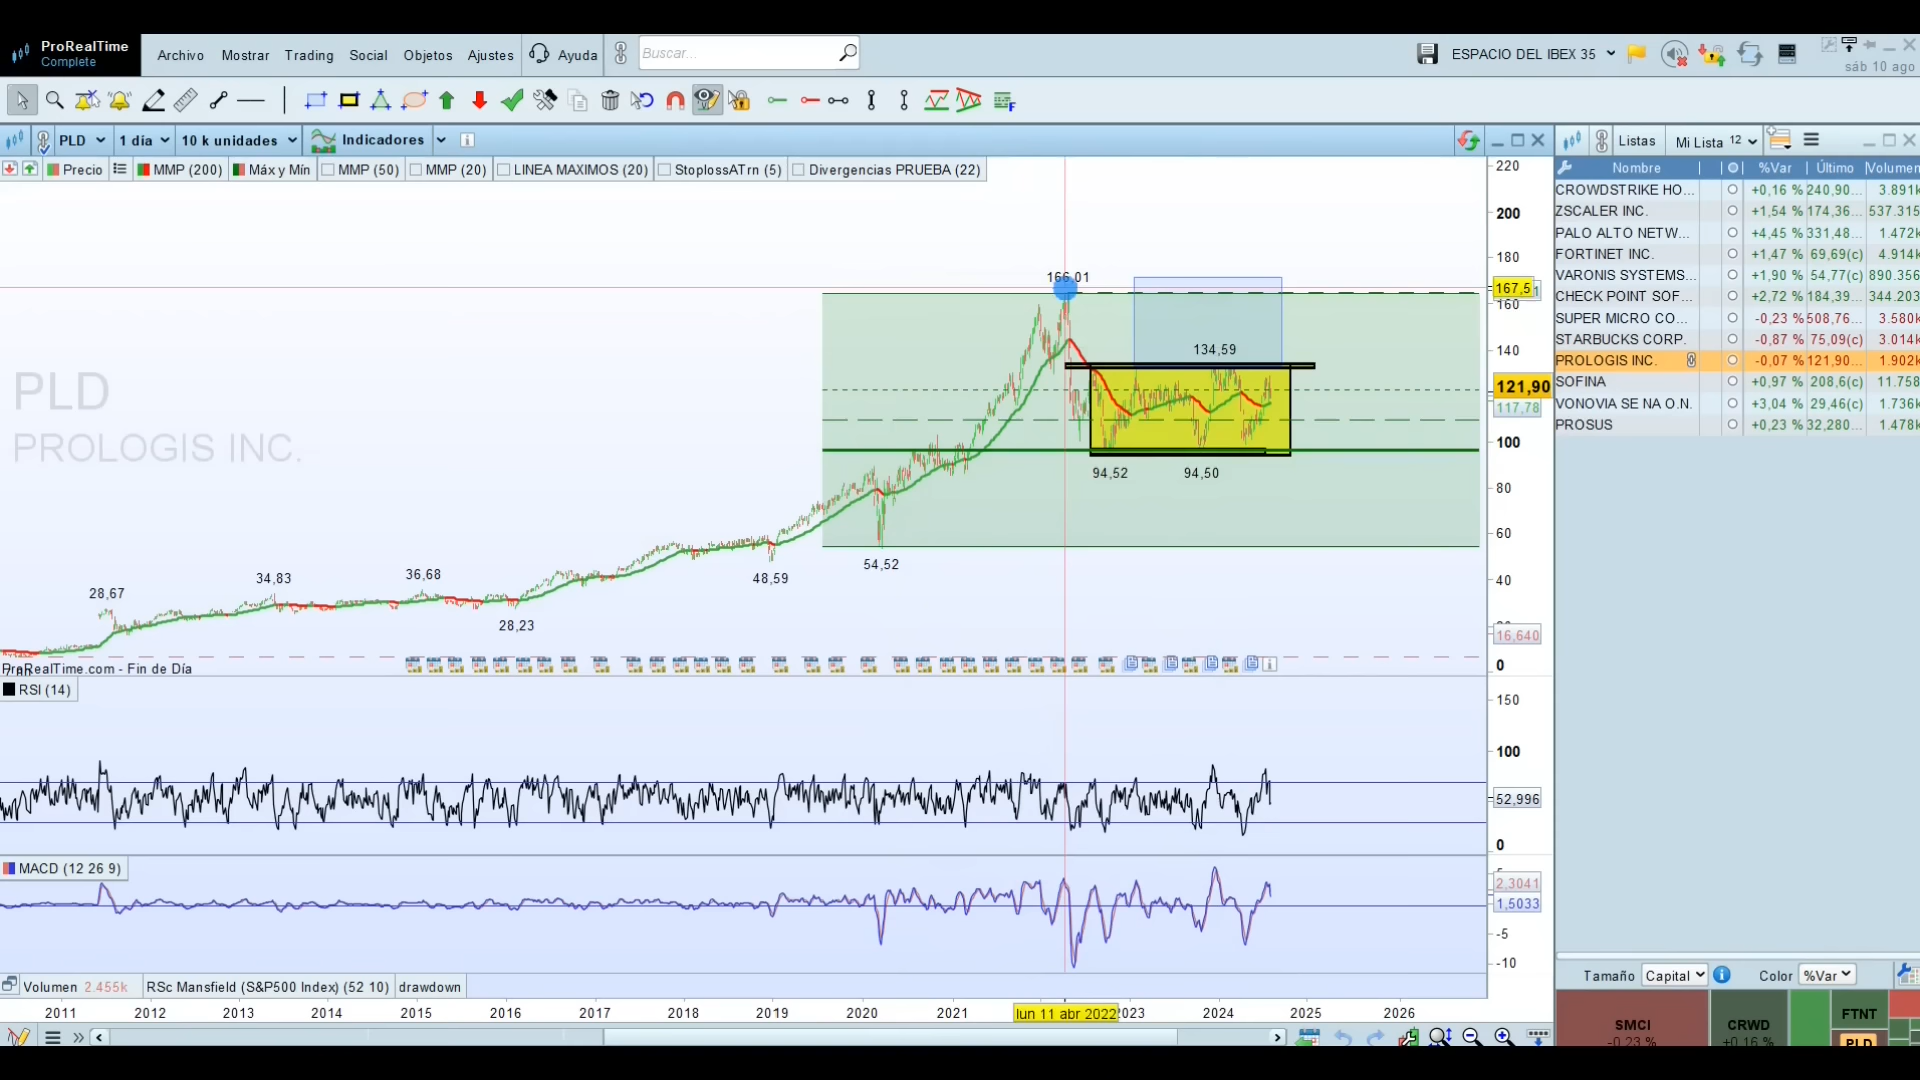 ProRealTime
Complete
Archivo Mostrar Trading Social Objetos Ajustes Ayuda Buscar... ESPACIO DEL IBEX 35
sáb 10 ago
PLD 1 día 10 k unidades Indicadores
Precio MMP (200) Máx y Mín MMP (50) MMP (20) LINEA MAXIMOS (20) StoplossATrn (5) Divergencias PRUEBA (22)
PLD
PROLOGIS INC.
166,01
134,59
94,52 94,50
54,52
48,59
28,67
34,83
36,68
28,23
220
200
180
167,5
160
140
121,90
117,78
100
80
60
40
16,640
0
ProRealTime.com - Fin de Día
RSI (14)
150
100
52,996
0
MACD (12 26 9)
2,3041
1,5033
-5
-10
Volumen 2.455k RSc Mansfield (S&P500 Index) (52 10) drawdown
2011 2012 2013 2014 2015 2016 2017 2018 2019 2020 2021 lun 11 abr 2022 2024 2025 2026
Listas Mi Lista 12
Nombre %Var Último Volumen
CROWDSTRIKE HO... +0,16 % 240,90... 3.891k
ZSCALER INC. +1,54 % 174,36... 537.315
PALO ALTO NETW... +4,45 % 331,48... 1.472k
FORTINET INC. +1,47 % 69,69(c) 4.914k
VARONIS SYSTEMS... +1,90 % 54,77(c) 890.356
CHECK POINT SOF... +2,72 % 184,39... 344.203
SUPER MICRO CO... -0,23 % 508,76... 3.580k
STARBUCKS CORP. -0,87 % 75,09(c) 3.014k
PROLOGIS INC. -0,07 % 121,90... 1.902k
SOFINA +0,97 % 208,6(c) 11.758
VONOVIA SE NA O.N. +3,04 % 29,46(c) 1.736k
PROSUS +0,23 % 32,280... 1.478k
Tamaño Capital Color %Var
SMCI
-0,23 %
CRWD
+0,16 %
FTNT
PLD